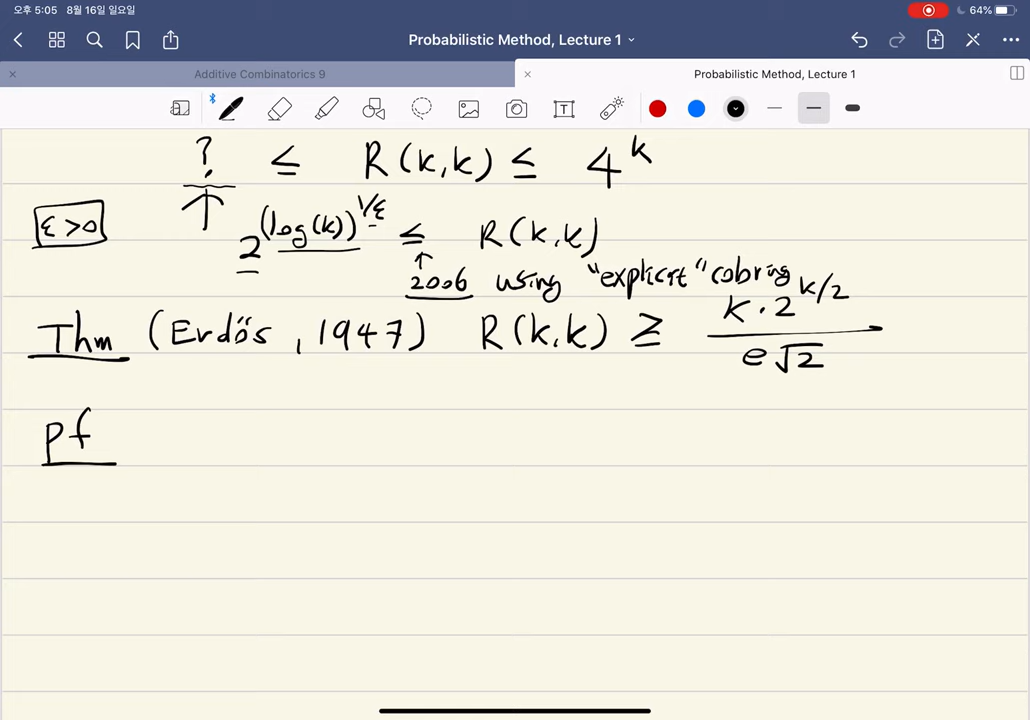 오후 5:05 8월 16일 일요일
64%
Probabilistic Method, Lecture 1
Additive Combinatorics 9
Probabilistic Method, Lecture 1
? ≤ R(k,k) ≤ 4^k
ε>0
2^(log(k))^1/ε ≤ R(k,k)
2006 using "explicit" coloring
Thm (Erdős, 1947) R(k,k) ≥ k·2^k/2 / e√2
pf